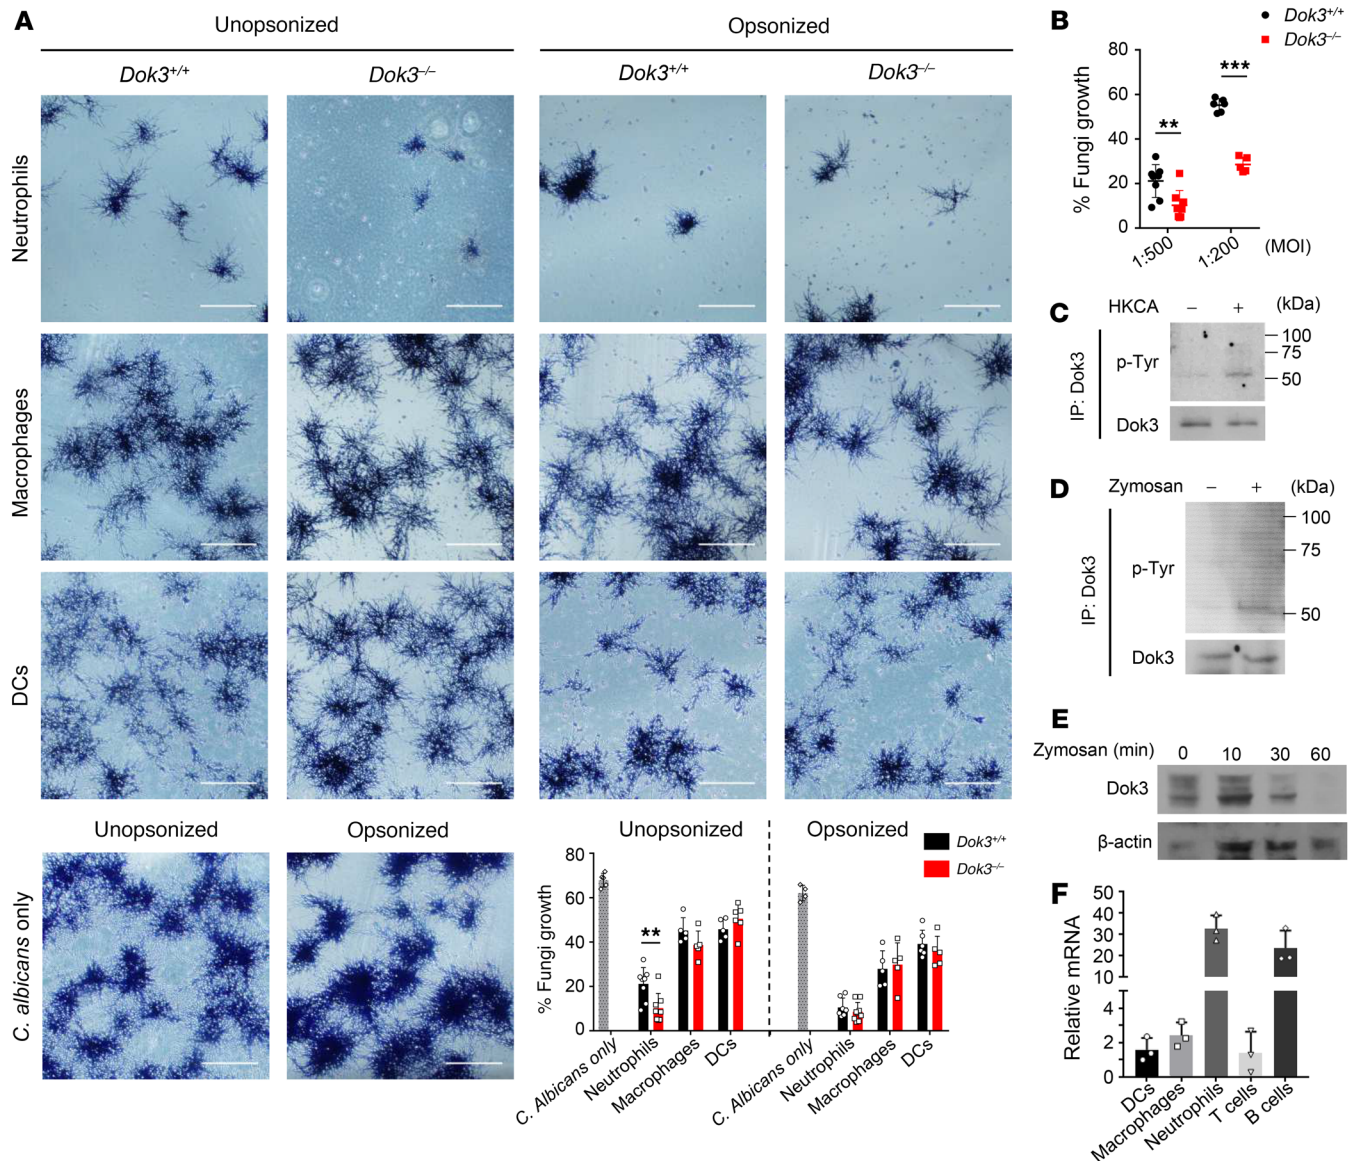 A
Unopsonized
Opsonized
Dok3+/+
Dok3–/–
Dok3+/+
Dok3–/–
Neutrophils
Macrophages
DCs
Unopsonized
Opsonized
C. albicans only
Unopsonized
Opsonized
Dok3+/+
Dok3–/–
% Fungi growth
80
60
40
20
0
**
C. Albicans only
Neutrophils
Macrophages
DCs
C. Albicans only
Neutrophils
Macrophages
DCs
B
Dok3+/+
Dok3–/–
% Fungi growth
80
60
40
20
0
**
***
1:500
1:200
(MOI)
C
HKCA – + (kDa)
IP: Dok3
p-Tyr
100
75
50
Dok3
D
Zymosan – + (kDa)
IP: Dok3
p-Tyr
100
75
50
Dok3
E
Zymosan (min) 0 10 30 60
Dok3
β-actin
F
Relative mRNA
50
40
30
20
10
4
2
0
DCs
Macrophages
Neutrophils
T cells
B cells